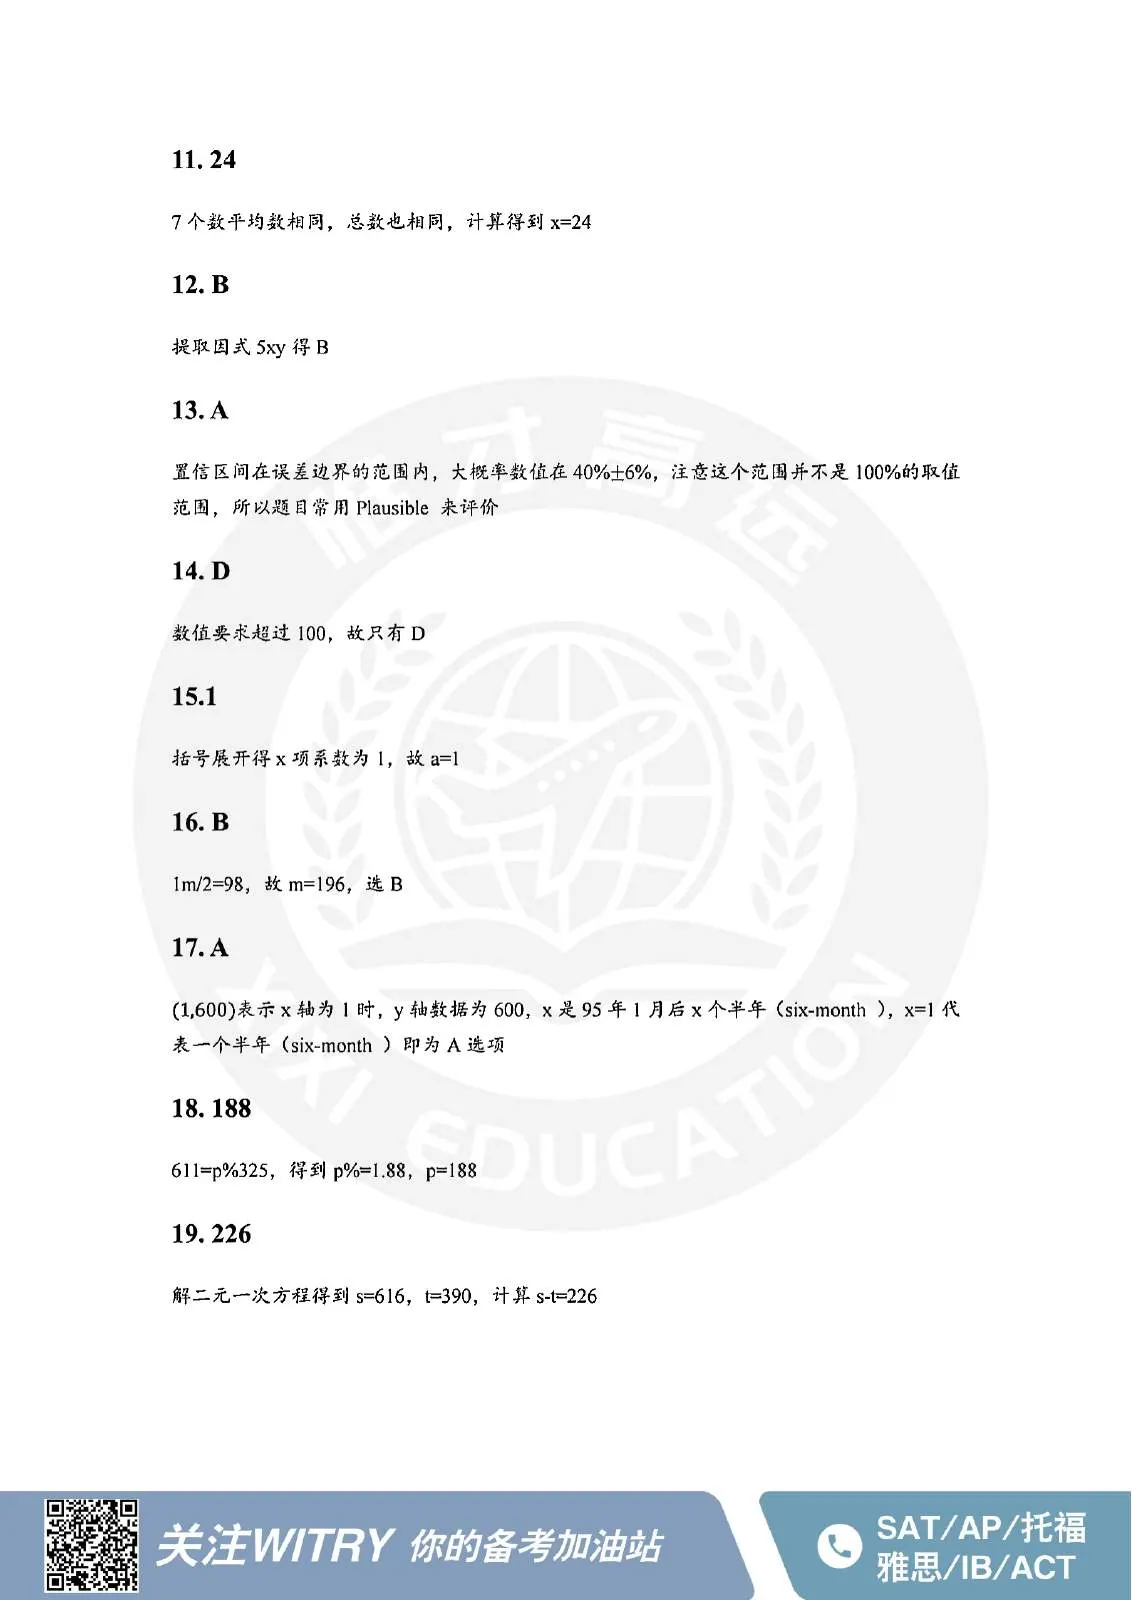 11. 24
7 个数平均数相同，总数也相同，计算得到 x=24
12. B
提取因式 5xy 得 B
13. A
置信区间在误差边界的范围内，大概率数值在 40%±6%，注意这个范围并不是 100%的取值
范围，所以题目常用 Plausible 来评价
14. D
数值要求超过 100，故只有 D
15.1
括号展开得 x 项系数为 1，故 a=1
16. B
1m/2=98，故 m=196，选 B
17. A
(1,600)表示 x 轴为 1 时，y 轴数据为 600，x 是 95 年 1 月后 x 个半年（six-month ），x=1 代
表一个半年（six-month ）即为 A 选项
18. 188
611=p%325，得到 p%=1.88，p=188
19. 226
解二元一次方程得到 s=616，t=390，计算 s-t=226
才高远
XIXI EDUCATION
关注WITRY 你的备考加油站
SAT/AP/托福
雅思/IB/ACT